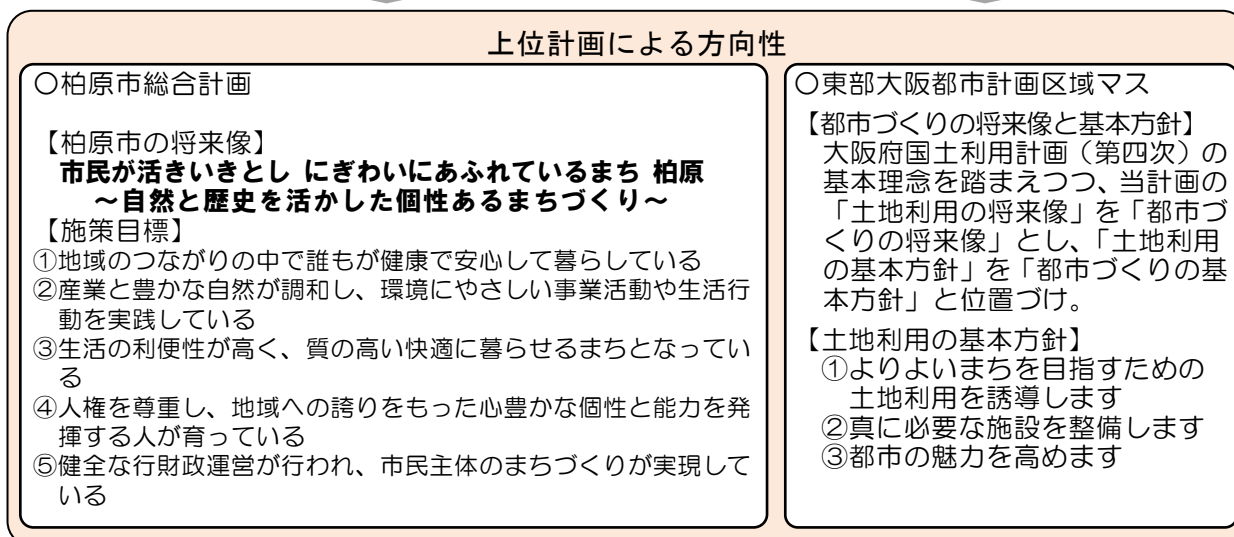 上位計画による方向性
○柏原市総合計画
【柏原市の将来像】
市民が活きいきとし にぎわいにあふれているまち 柏原
～自然と歴史を活かした個性あるまちづくり～
【施策目標】
①地域のつながりの中で誰もが健康で安心して暮らしている
②産業と豊かな自然が調和し、環境にやさしい事業活動や生活行
動を実践している
③生活の利便性が高く、質の高い快適に暮らせるまちとなってい
る
④人権を尊重し、地域への誇りをもった心豊かな個性と能力を発
揮する人が育っている
⑤健全な行財政運営が行われ、市民主体のまちづくりが実現して
いる
○東部大阪都市計画区域マス
【都市づくりの将来像と基本方針】
大阪府国土利用計画（第四次）の
基本理念を踏まえつつ、当計画の
「土地利用の将来像」を「都市づ
くりの将来像」とし、「土地利用
の基本方針」を「都市づくりの基
本方針」と位置づけ。
【土地利用の基本方針】
①よりよいまちを目指すための
土地利用を誘導します
②真に必要な施設を整備します
③都市の魅力を高めます